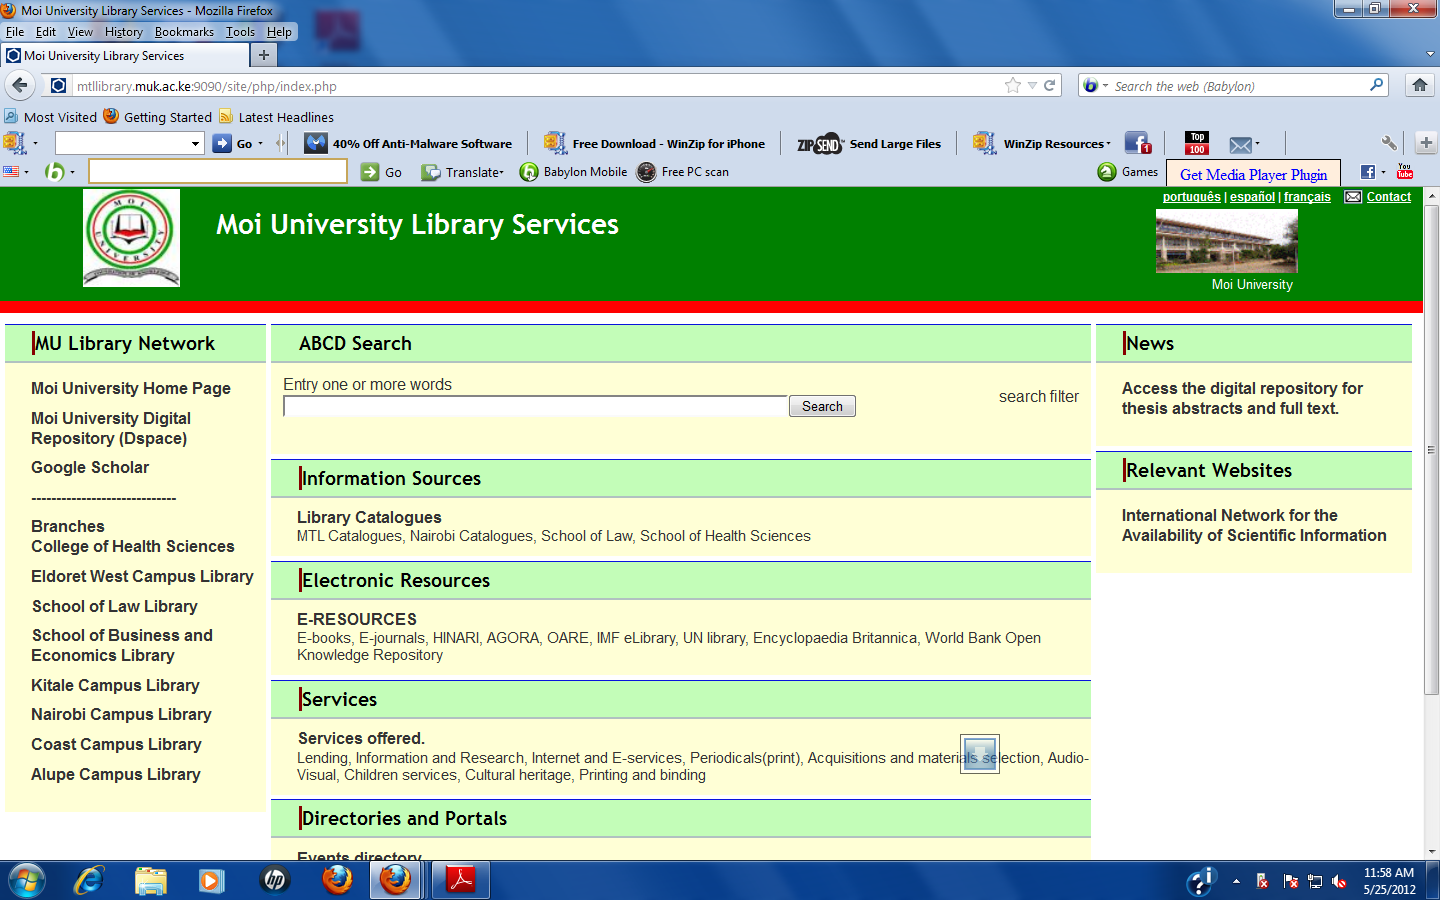 Moi University Library Services - Mozilla Firefox
File Edit View History Bookmarks Tools Help
Moi University Library Services
mtllibrary.muk.ac.ke:9090/site/php/index.php
Search the web (Babylon)
Most Visited Getting Started Latest Headlines
Go 40% Off Anti-Malware Software Free Download - WinZip for iPhone ZIPSEND Send Large Files WinZip Resources 1 Top 100
Go Translate Babylon Mobile Free PC scan Games Get Media Player Plugin You Tube
português | español | français Contact
MOI UNIVERSITY
Moi University Library Services
Moi University
MU Library Network
Moi University Home Page
Moi University Digital
Repository (Dspace)
Google Scholar
-----------------------------
Branches
College of Health Sciences
Eldoret West Campus Library
School of Law Library
School of Business and
Economics Library
Kitale Campus Library
Nairobi Campus Library
Coast Campus Library
Alupe Campus Library
ABCD Search
Entry one or more words
Search
search filter
Information Sources
Library Catalogues
MTL Catalogues, Nairobi Catalogues, School of Law, School of Health Sciences
Electronic Resources
E-RESOURCES
E-books, E-journals, HINARI, AGORA, OARE, IMF eLibrary, UN library, Encyclopaedia Britannica, World Bank Open
Knowledge Repository
Services
Services offered.
Lending, Information and Research, Internet and E-services, Periodicals(print), Acquisitions and materials selection, Audio-
Visual, Children services, Cultural heritage, Printing and binding
Directories and Portals
Events directory
News
Access the digital repository for
thesis abstracts and full text.
Relevant Websites
International Network for the
Availability of Scientific Information
hp
11:58 AM
5/25/2012